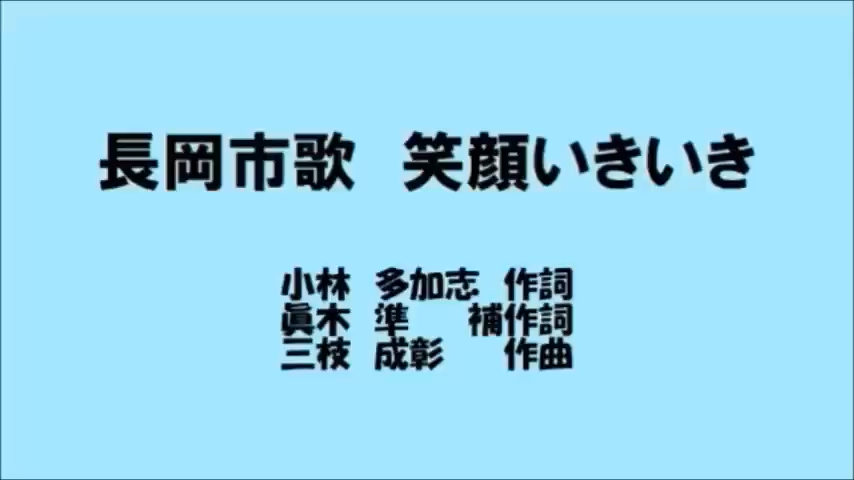 長岡市歌　笑顔いきいき
小林　多加志　作詞
眞木　準　　補作詞
三枝　成彰　　作曲